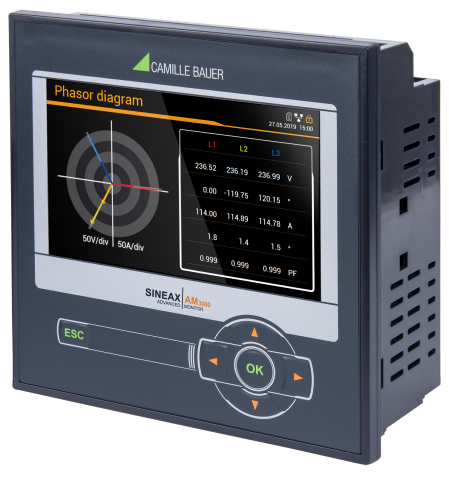 CAMILLE BAUER
Phasor diagram
27.05.2019 15:00
L1 L2 L3
236.52 236.19 236.99 V
0.00 -119.75 120.15 °
114.00 114.89 114.78 A
1.8 1.4 1.5 °
0.999 0.999 0.999 PF
50V/div 50A/div
SINEAX AM3000
ADVANCED MONITOR
ESC
OK